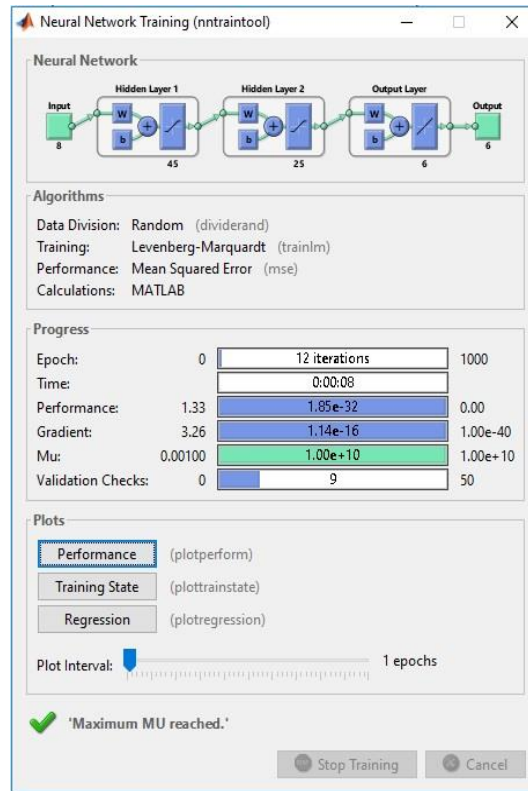 Neural Network Training (nntraintool)
Neural Network
Hidden Layer 1 Hidden Layer 2 Output Layer
Input Output
W W W
b b b
8 45 25 6 6
Algorithms
Data Division: Random (dividerand)
Training: Levenberg-Marquardt (trainlm)
Performance: Mean Squared Error (mse)
Calculations: MATLAB
Progress
Epoch: 0 12 iterations 1000
Time: 0:00:08
Performance: 1.33 1.85e-32 0.00
Gradient: 3.26 1.14e-16 1.00e-40
Mu: 0.00100 1.00e+10 1.00e+10
Validation Checks: 0 9 50
Plots
Performance (plotperform)
Training State (plottrainstate)
Regression (plotregression)
Plot Interval: 1 epochs
'Maximum MU reached.'
Stop Training Cancel